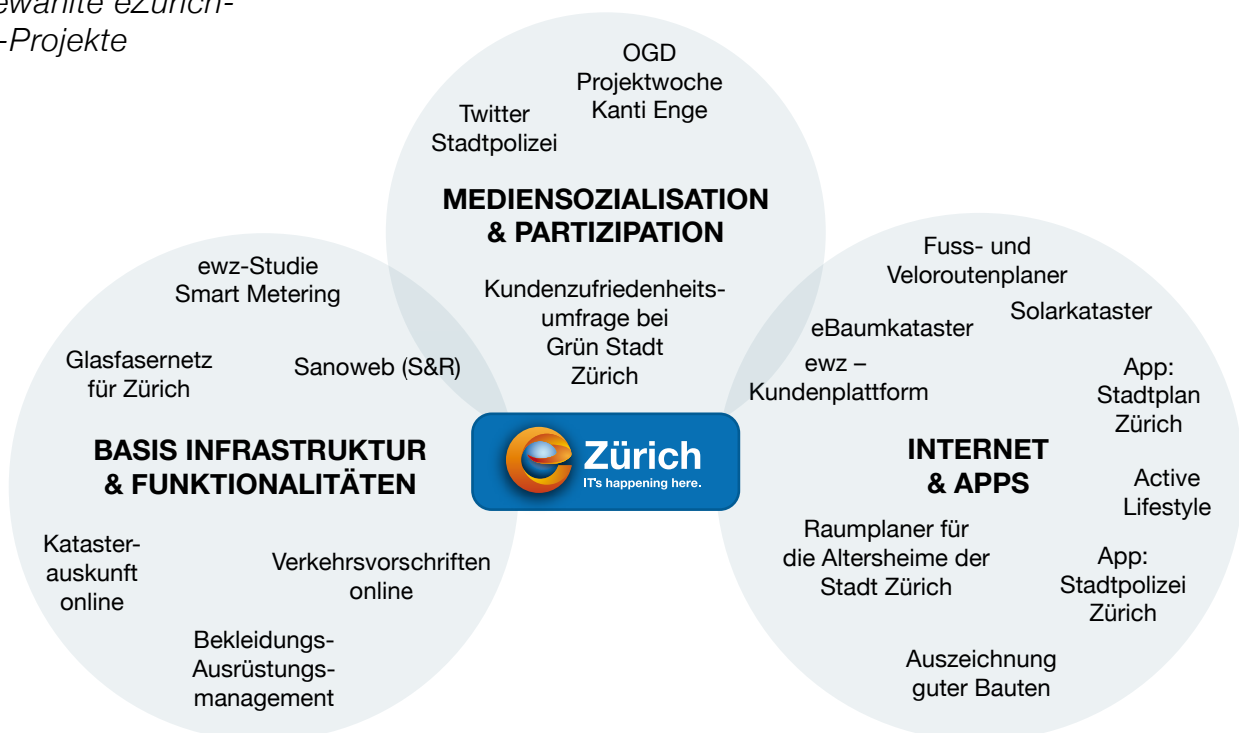 eZürich-
-Projekte
OGD
Projektwoche
Kanti Enge
Twitter
Stadtpolizei
MEDIENSOZIALISATION
& PARTIZIPATION
Kundenzufriedenheits-
umfrage bei
Grün Stadt
Zürich
ewz-Studie
Smart Metering
Glasfasernetz
für Zürich
Sanoweb (S&R)
BASIS INFRASTRUKTUR
& FUNKTIONALITÄTEN
Kataster-
auskunft
online
Verkehrsvorschriften
online
Bekleidungs-
Ausrüstungs-
management
e Zürich
IT's happening here.
Fuss- und
Veloroutenplaner
Solarkataster
eBaumkataster
ewz –
Kundenplattform
App:
Stadtplan
Zürich
INTERNET
& APPS
Active
Lifestyle
Raumplaner für
die Altersheime der
Stadt Zürich
App:
Stadtpolizei
Zürich
Auszeichnung
guter Bauten